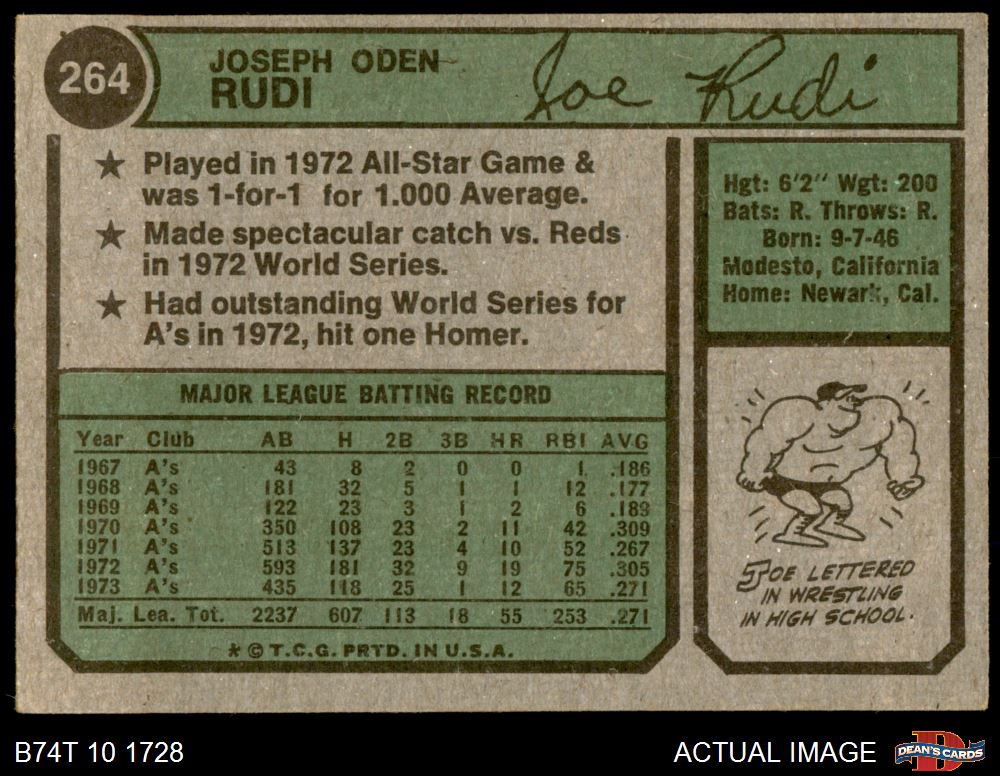 264
JOSEPH ODEN
RUDI
Joe Rudi
★ Played in 1972 All-Star Game &
was 1-for-1 for 1.000 Average.
★ Made spectacular catch vs. Reds
in 1972 World Series.
★ Had outstanding World Series for
A's in 1972, hit one Homer.
Hgt: 6'2" Wgt: 200
Bats: R. Throws: R.
Born: 9-7-46
Modesto, California
Home: Newark, Cal.
MAJOR LEAGUE BATTING RECORD
Year Club AB H 2B 3B HR RBI AVG
1967 A's 43 8 2 0 0 1 .186
1968 A's 181 32 5 1 1 12 .177
1969 A's 122 23 3 1 2 6 .189
1970 A's 350 108 23 2 11 42 .309
1971 A's 513 137 23 4 10 52 .267
1972 A's 593 181 32 9 19 75 .305
1973 A's 435 118 25 1 12 65 .271
Maj. Lea. Tot. 2237 607 113 18 55 253 .271
* © T.C.G. PRTD. IN U.S.A.
JOE LETTERED
IN WRESTLING
IN HIGH SCHOOL.
B74T 10 1728
ACTUAL IMAGE
DEAN'S CARDS